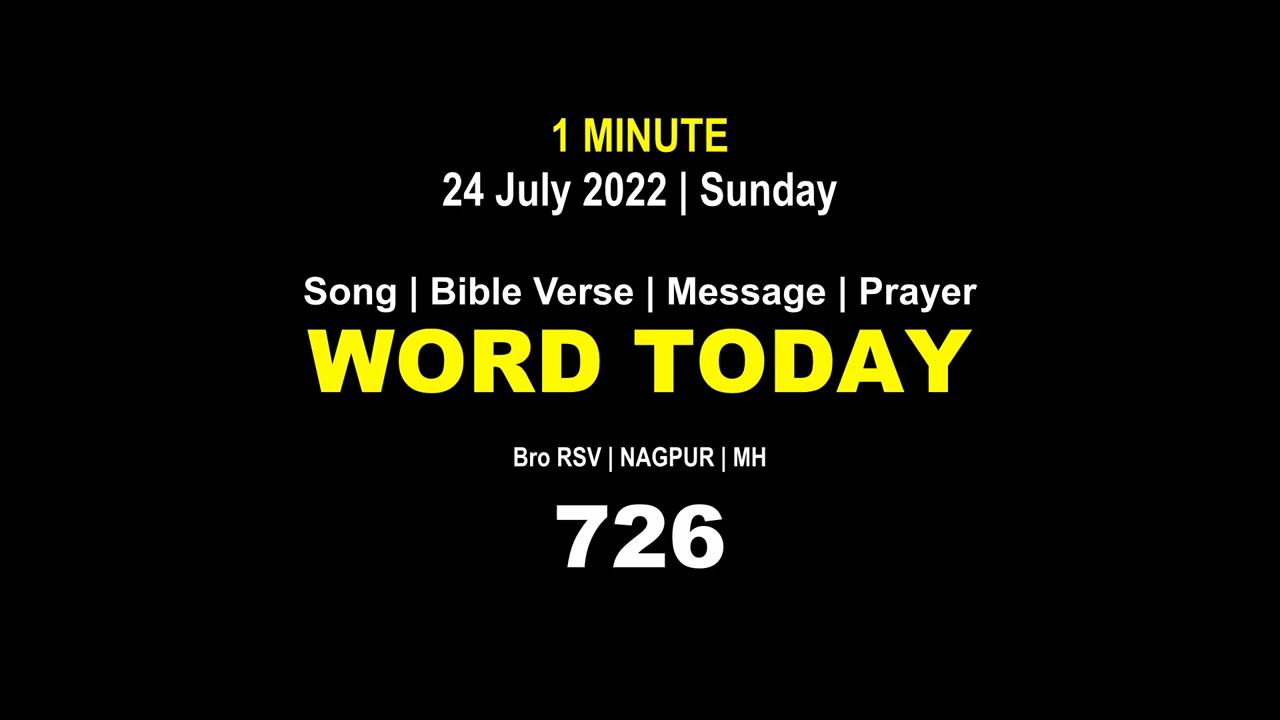 1 MINUTE
24 July 2022 | Sunday
Song | Bible Verse | Message | Prayer
WORD TODAY
Bro RSV | NAGPUR | MH
726